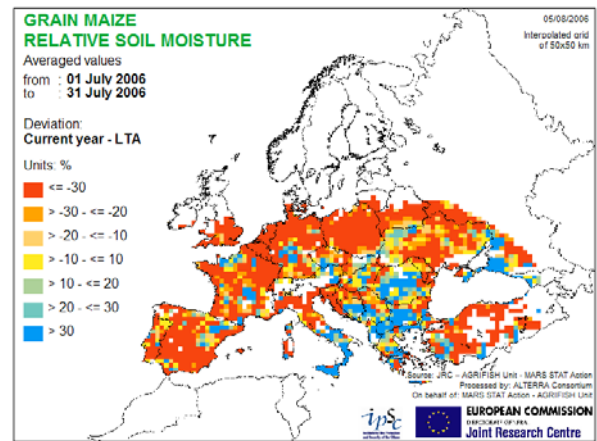 GRAIN MAIZE
RELATIVE SOIL MOISTURE
Averaged values
from : 01 July 2006
to : 31 July 2006
05/08/2006
Interpolated grid
of 50x50 km
Deviation:
Current year - LTA
Units: %
<= -30
> -30 - <= -20
> -20 - <= -10
> -10 - <= 10
> 10 - <= 20
> 20 - <= 30
> 30
Source: JRC - AGRIFISH Unit - MARS STAT Action
Processed by: ALTERRA Consortium
On behalf of: MARS STAT Action - AGRIFISH Unit
ipsc
EUROPEAN COMMISSION
Joint Research Centre